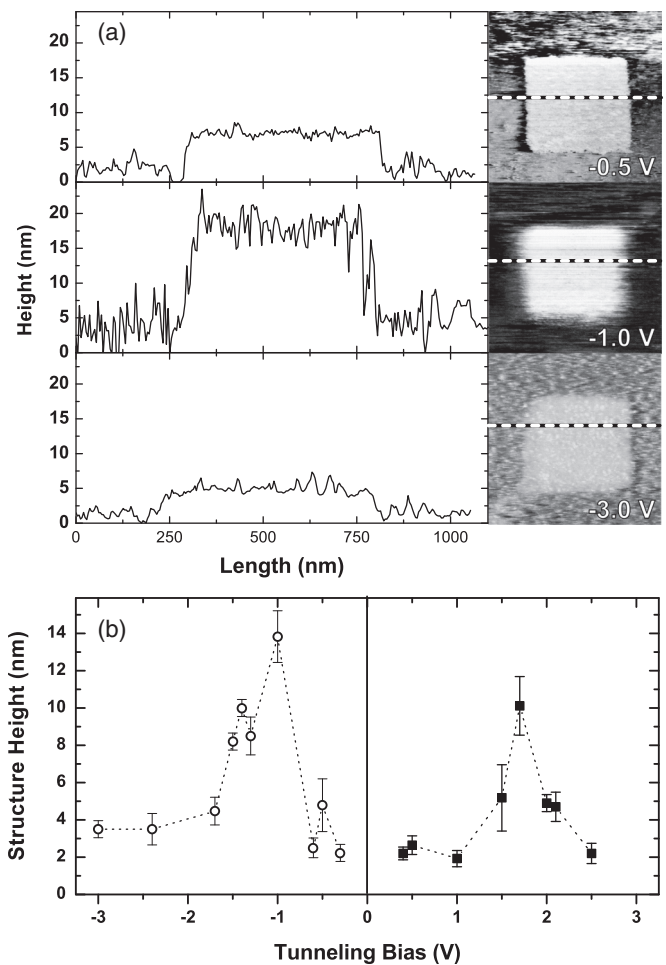 (a)
20
15
10
5
0
-0.5 V
20
15
10
5
0
-1.0 V
Height (nm)
20
15
10
5
0
-3.0 V
0 250 500 750 1000
Length (nm)
(b)
14
12
10
8
6
4
2
0
Structure Height (nm)
-3 -2 -1 0 1 2 3
Tunneling Bias (V)